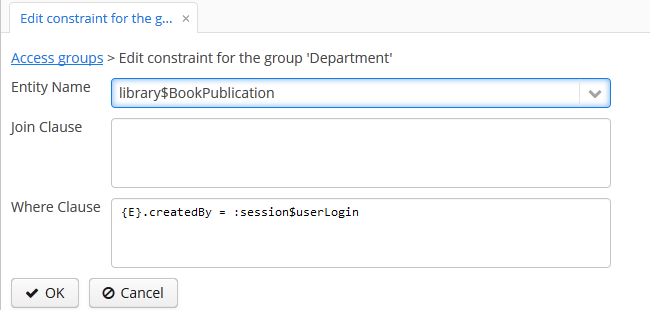 Edit constraint for the g... ×
Access groups > Edit constraint for the group 'Department'
Entity Name library$BookPublication
Join Clause
Where Clause {E}.createdBy = :session$userLogin
OK Cancel